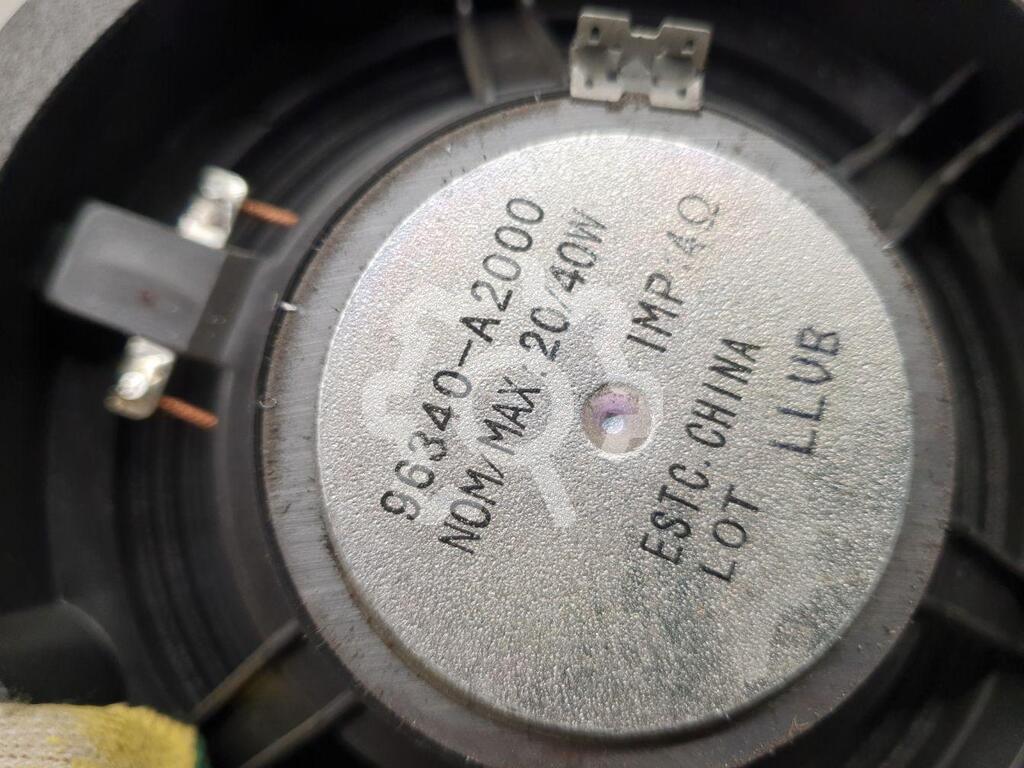 96340-A2000
NOM/MAX:20/40W
IMP:4Ω
ESTC.CHINA
LOT LLUB